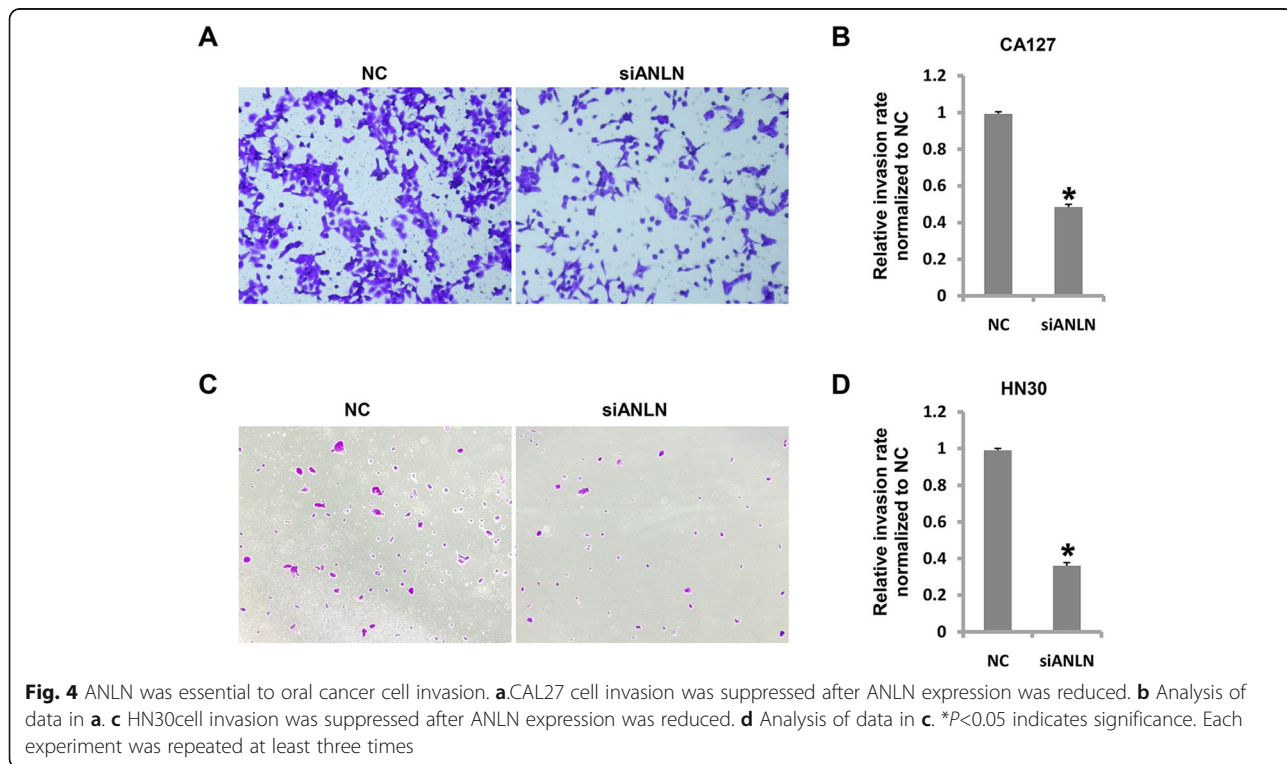 A
NC
siANLN
B
CA127
Relative invasion rate
normalized to NC
1.2
1
0.8
0.6
0.4
0.2
0
*
NC
siANLN
C
NC
siANLN
D
HN30
Relative invasion rate
normalized to NC
1.2
1
0.8
0.6
0.4
0.2
0
*
NC
siANLN
Fig. 4 ANLN was essential to oral cancer cell invasion. a.CAL27 cell invasion was suppressed after ANLN expression was reduced. b Analysis of
data in a. c HN30cell invasion was suppressed after ANLN expression was reduced. d Analysis of data in c. *P<0.05 indicates significance. Each
experiment was repeated at least three times